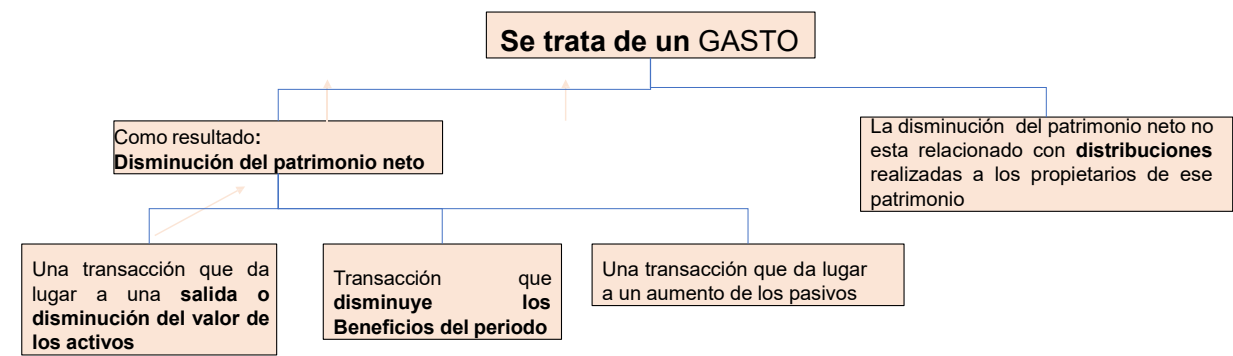 Se trata de un GASTO
Como resultado:
Disminución del patrimonio neto
La disminución del patrimonio neto no
esta relacionado con distribuciones
realizadas a los propietarios de ese
patrimonio
Una transacción que da
lugar a una salida o
disminución del valor de
los activos
Transacción que
disminuye los
Beneficios del periodo
Una transacción que da lugar
a un aumento de los pasivos